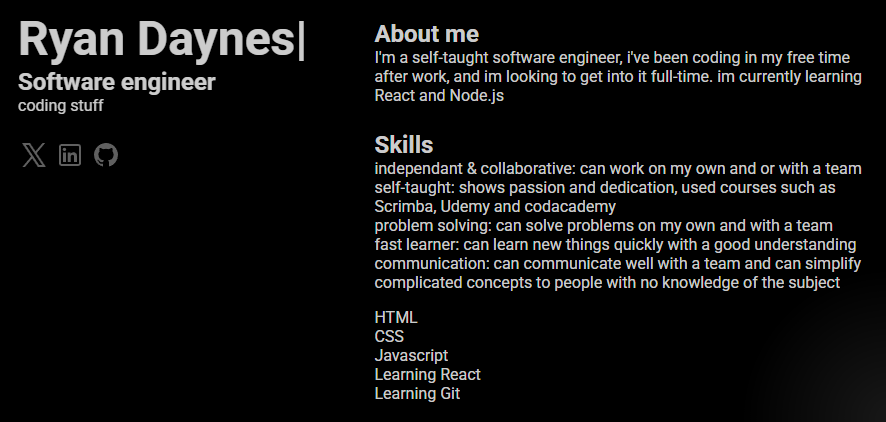 Ryan Daynes|
Software engineer
coding stuff
About me
I'm a self-taught software engineer, i've been coding in my free time
after work, and im looking to get into it full-time. im currently learning
React and Node.js
Skills
independant & collaborative: can work on my own and or with a team
self-taught: shows passion and dedication, used courses such as
Scrimba, Udemy and codacademy
problem solving: can solve problems on my own and with a team
fast learner: can learn new things quickly with a good understanding
communication: can communicate well with a team and can simplify
complicated concepts to people with no knowledge of the subject
HTML
CSS
Javascript
Learning React
Learning Git